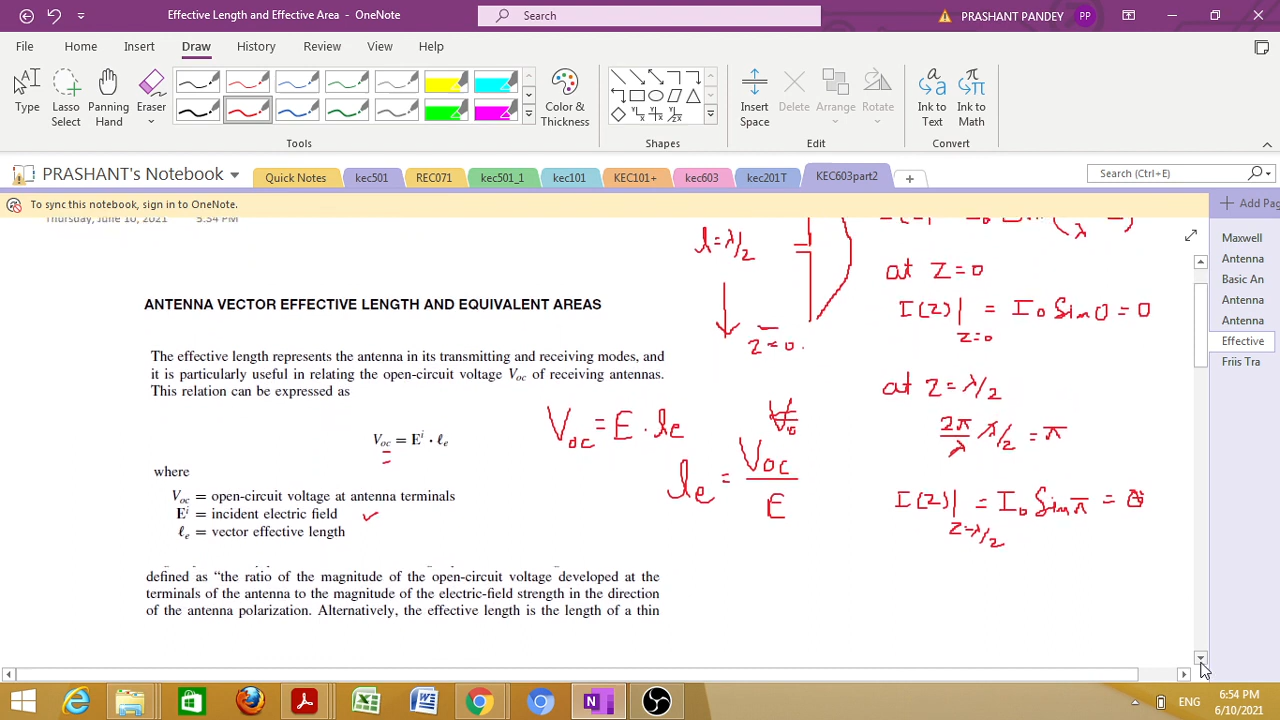 Effective Length and Effective Area - OneNote
Search
PRASHANT PANDEY
PP
File Home Insert Draw History Review View Help
Type
Lasso Select
Panning Hand
Eraser
Color & Thickness
Insert Space
Delete
Arrange
Rotate
Ink to Text
Ink to Math
Tools
Shapes
Edit
Convert
PRASHANT's Notebook
Quick Notes kec501 REC071 kec501_1 kec101 KEC101+ kec603 kec201T KEC603part2
Search (Ctrl+E)
To sync this notebook, sign in to OneNote.
Add Pag
Thursday, June 10, 2021 5:54 PM
Maxwell
Antenna
Basic An
Antenna
Antenna
Effective
Friis Tra
ANTENNA VECTOR EFFECTIVE LENGTH AND EQUIVALENT AREAS
The effective length represents the antenna in its transmitting and receiving modes, and
it is particularly useful in relating the open-circuit voltage Voc of receiving antennas.
This relation can be expressed as
Voc = Eⁱ · ℓe
where
Voc = open-circuit voltage at antenna terminals
Eⁱ = incident electric field
ℓe = vector effective length
defined as "the ratio of the magnitude of the open-circuit voltage developed at the
terminals of the antenna to the magnitude of the electric-field strength in the direction
of the antenna polarization. Alternatively, the effective length is the length of a thin
l = λ/2
z = 0
Voc = E · le
le = Voc / E
at z = 0
I(z)| z=0 = I0 Sin 0 = 0
at z = λ/2
2π/λ λ/2 = π
I(z)| z=λ/2 = I0 Sin π = 0
ENG
6:54 PM
6/10/2021